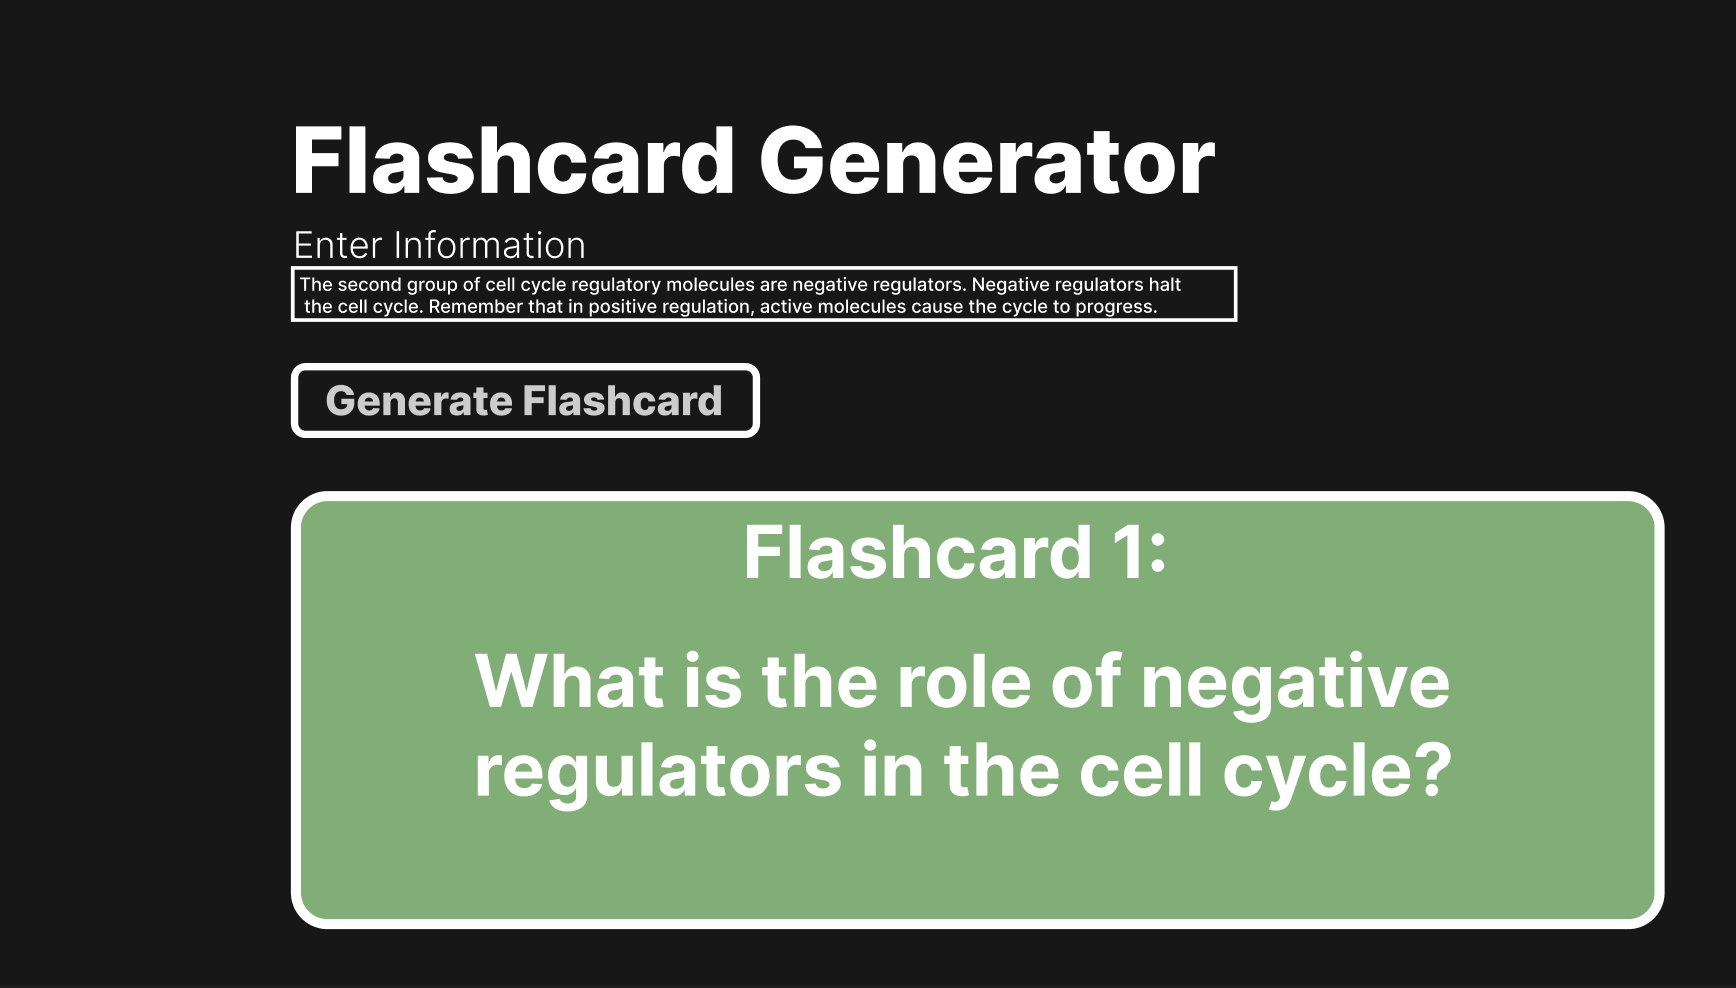 Flashcard Generator
Enter Information
The second group of cell cycle regulatory molecules are negative regulators. Negative regulators halt
the cell cycle. Remember that in positive regulation, active molecules cause the cycle to progress.
Generate Flashcard
Flashcard 1:
What is the role of negative
regulators in the cell cycle?